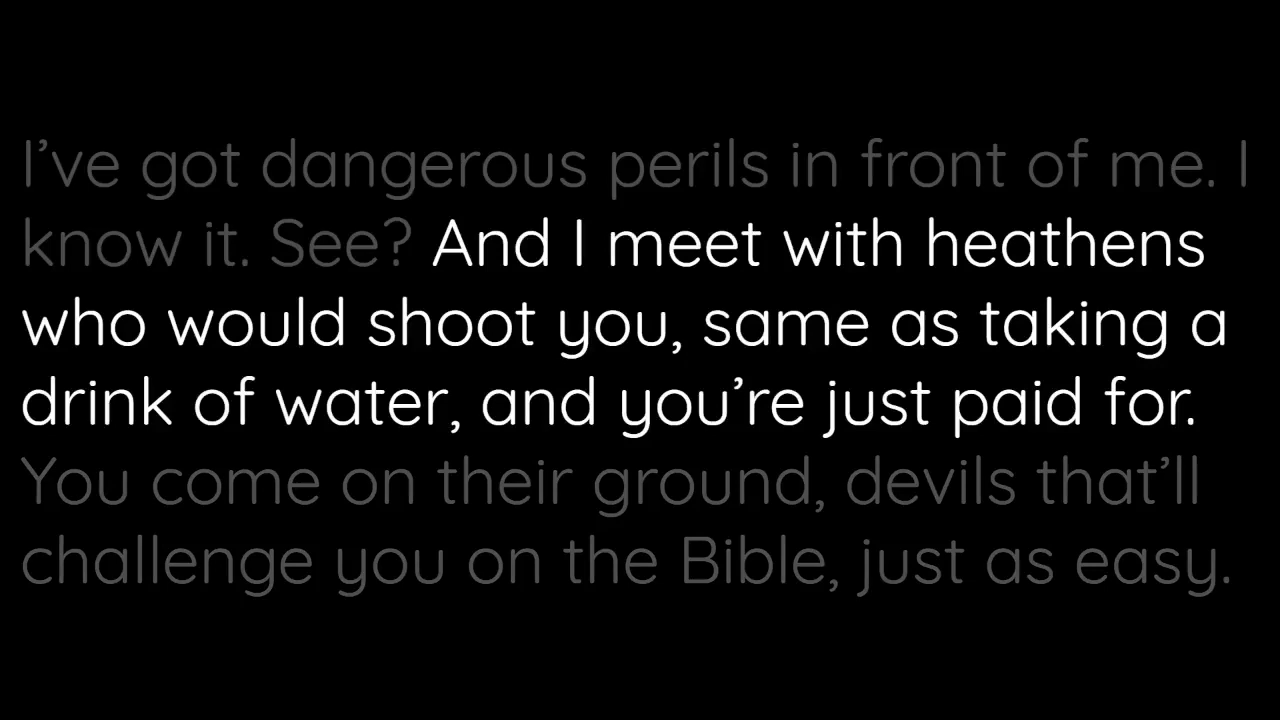 I’ve got dangerous perils in front of me. I
know it. See? And I meet with heathens
who would shoot you, same as taking a
drink of water, and you’re just paid for.
You come on their ground, devils that’ll
challenge you on the Bible, just as easy.